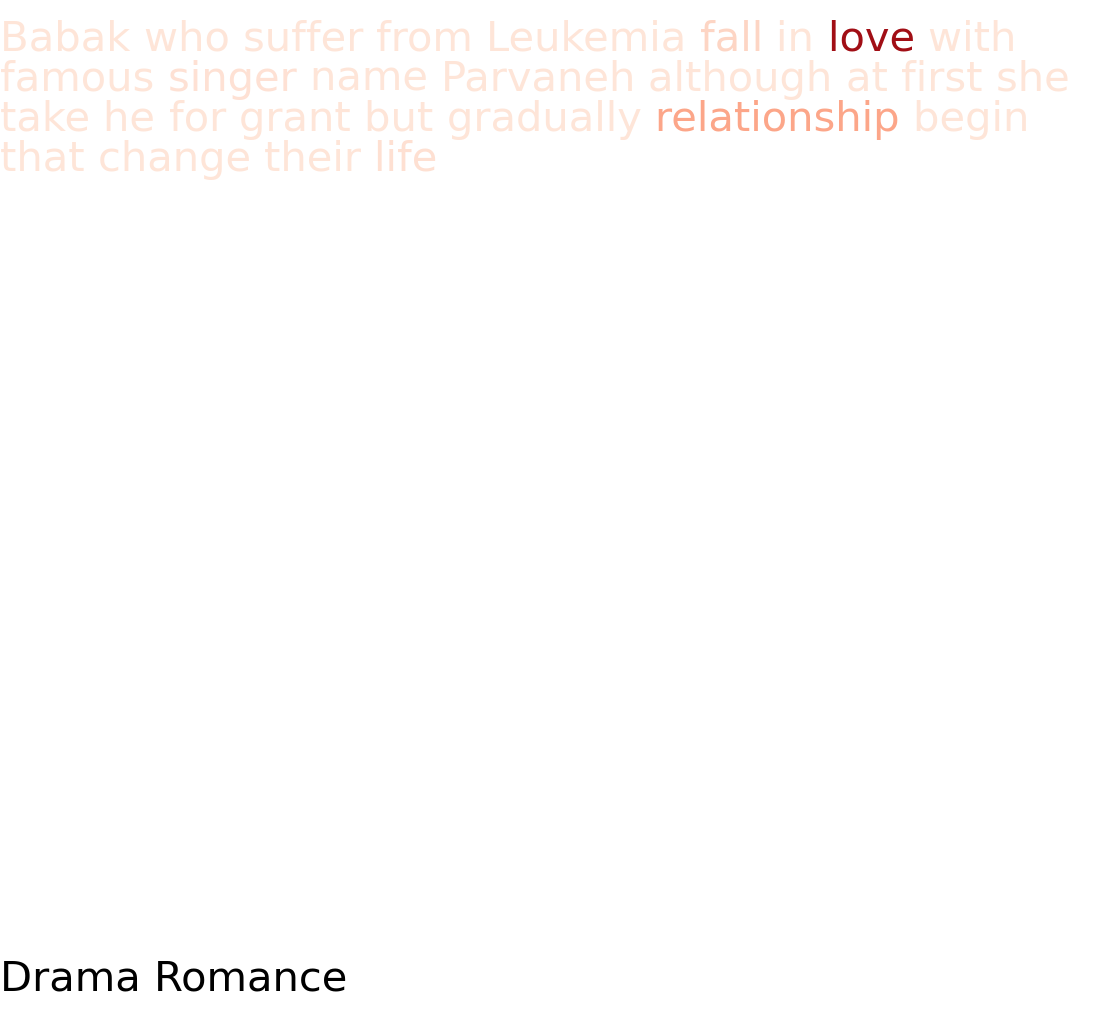 Babak who suffer from Leukemia fall in love with
famous singer name Parvaneh although at first she
take he for grant but gradually relationship begin
that change their life
Drama Romance